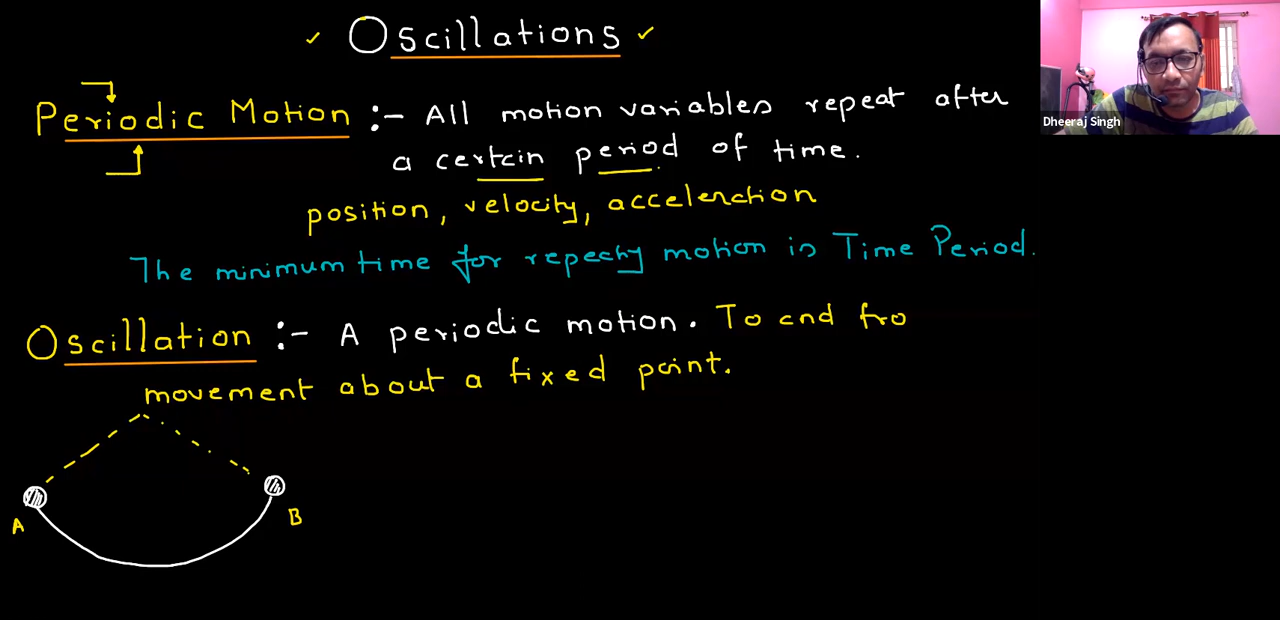 ✓ Oscillations ✓
Dheeraj Singh
Periodic Motion :- All motion variables repeat after
a certain period of time.
position, velocity, acceleration
The minimum time for repeating motion is Time Period.
Oscillation :- A periodic motion. To and fro
movement about a fixed point.
A
B